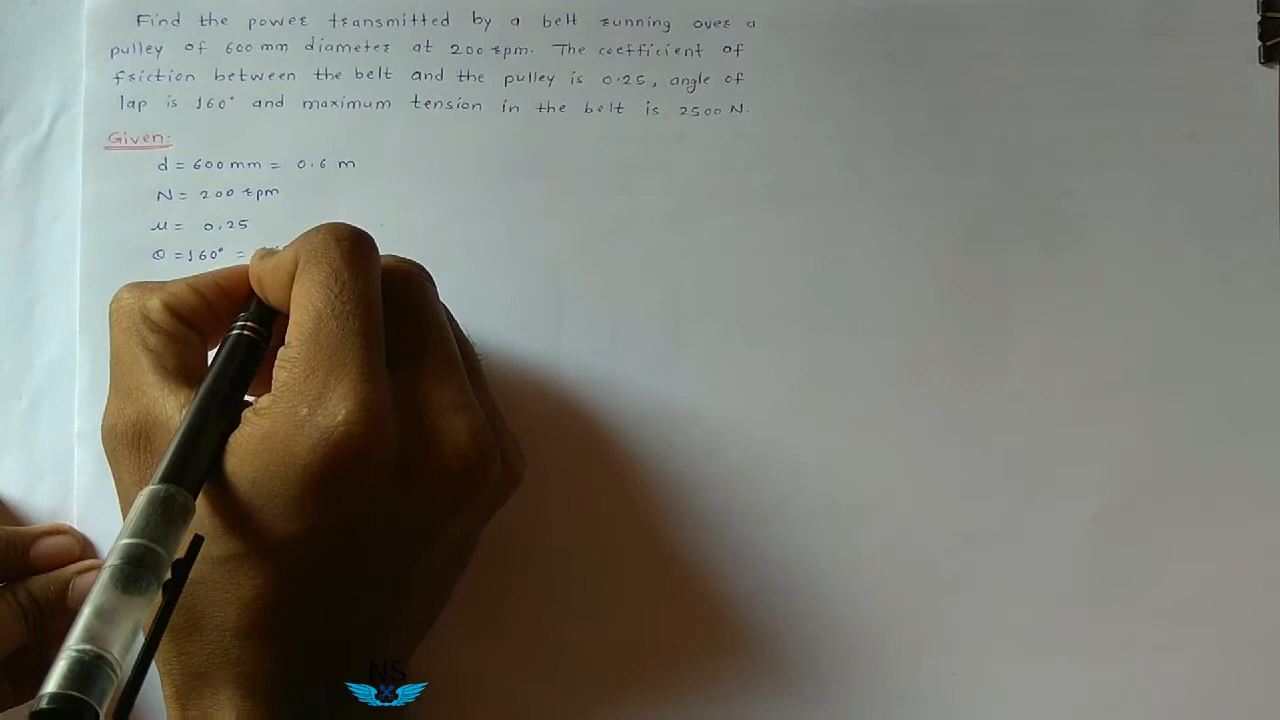 Find the power transmitted by a belt running over a
pulley of 600 mm diameter at 200 rpm. The coefficient of
friction between the belt and the pulley is 0.25, angle of
lap is 160° and maximum tension in the belt is 2500 N.
Given:
d = 600 mm = 0.6 m
N = 200 rpm
μ = 0.25
θ = 160° =
NS